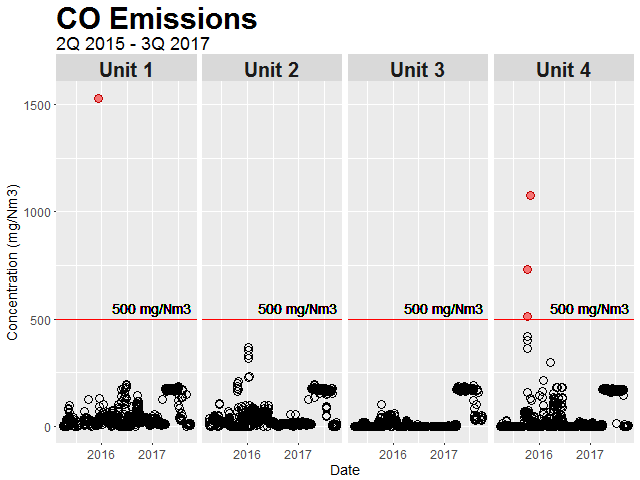 CO Emissions
2Q 2015 - 3Q 2017
Unit 1 Unit 2 Unit 3 Unit 4
Concentration (mg/Nm3)
1500
1000
500 mg/Nm3 500 mg/Nm3 500 mg/Nm3 500 mg/Nm3
500
0
2016 2017 2016 2017 2016 2017 2016 2017
Date